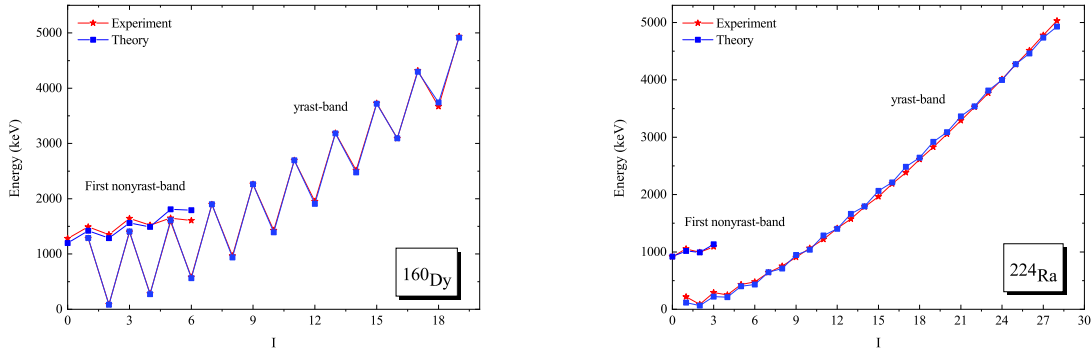 Experiment
Theory
yrast-band
First nonyrast-band
160Dy
Energy (keV)
5000
4000
3000
2000
1000
0
0 3 6 9 12 15 18
I
Experiment
Theory
yrast-band
First nonyrast-band
224Ra
Energy (keV)
5000
4000
3000
2000
1000
0
0 3 6 9 12 15 18 21 24 27 30
I